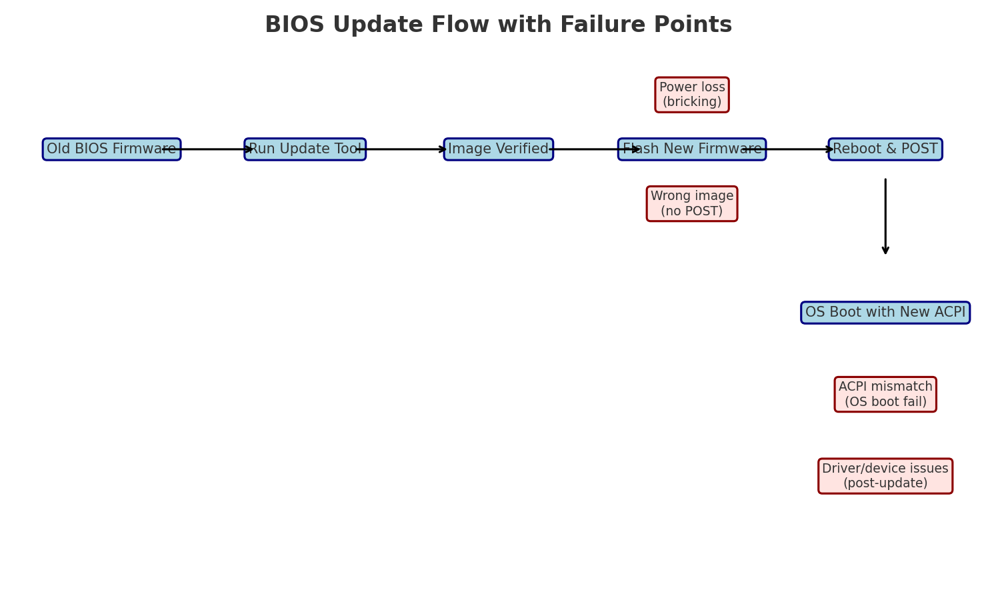 BIOS Update Flow with Failure Points
Power loss
(bricking)
Old BIOS Firmware
Run Update Tool
Image Verified
Flash New Firmware
Reboot & POST
Wrong image
(no POST)
OS Boot with New ACPI
ACPI mismatch
(OS boot fail)
Driver/device issues
(post-update)